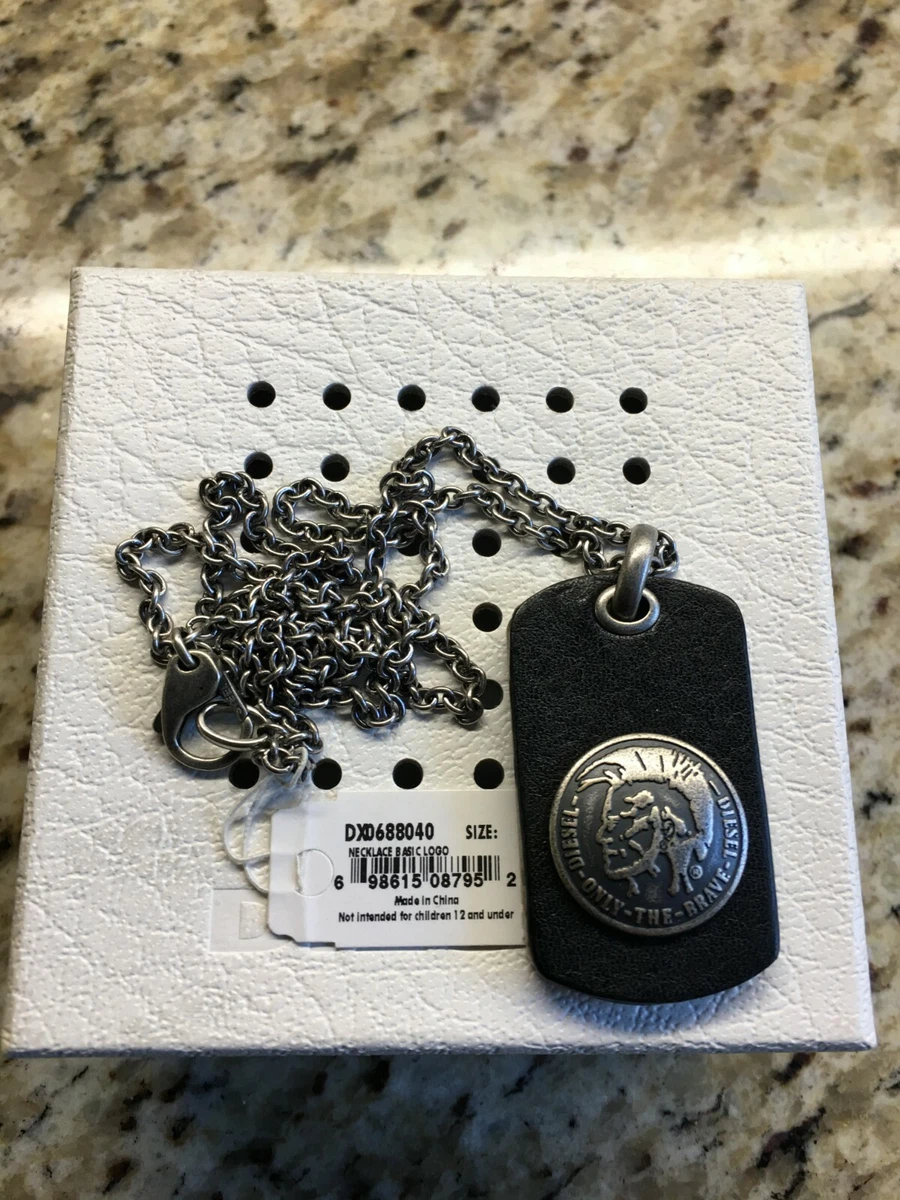 DX0688040 SIZE:
NECKLACE BASIC LOGO
6 98615 08795 2
Made in China
Not intended for children 12 and under
DIESEL-ONLY-THE-BRAVE-DIESEL-
®
D